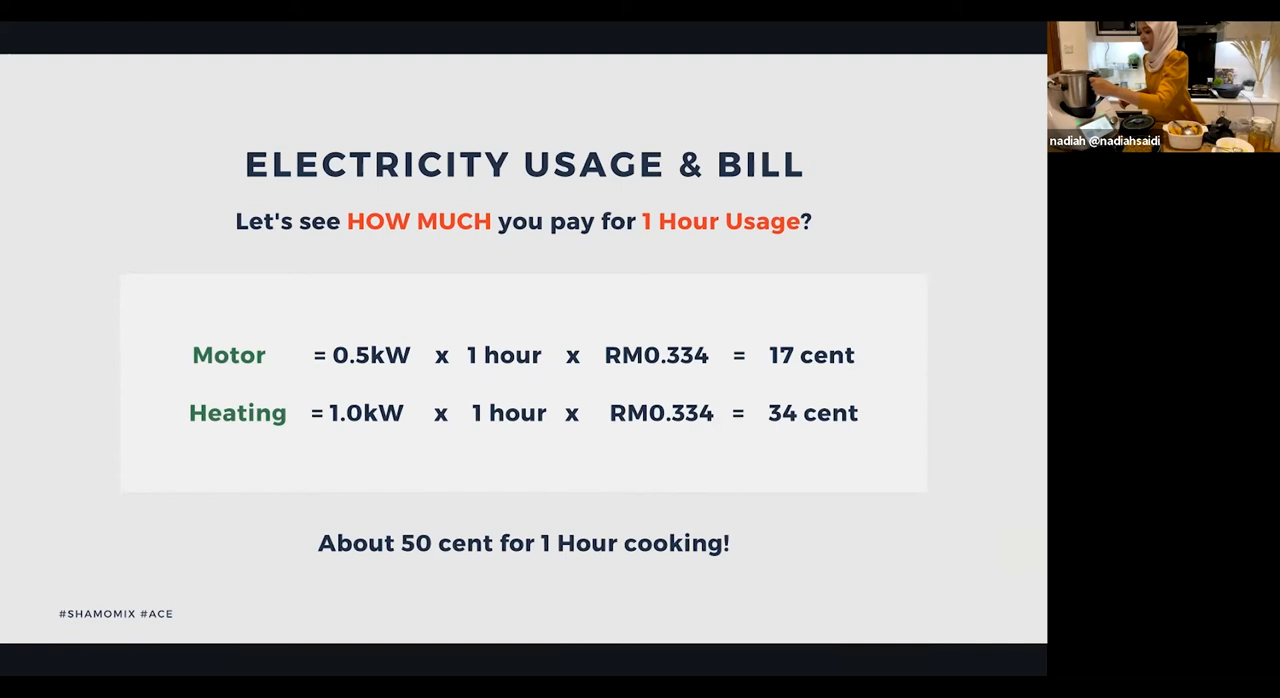 ELECTRICITY USAGE & BILL
Let's see HOW MUCH you pay for 1 Hour Usage?
Motor = 0.5kW x 1 hour x RM0.334 = 17 cent
Heating = 1.0kW x 1 hour x RM0.334 = 34 cent
About 50 cent for 1 Hour cooking!
#SHAMOMIX #ACE
nadiah @nadiahsaidi